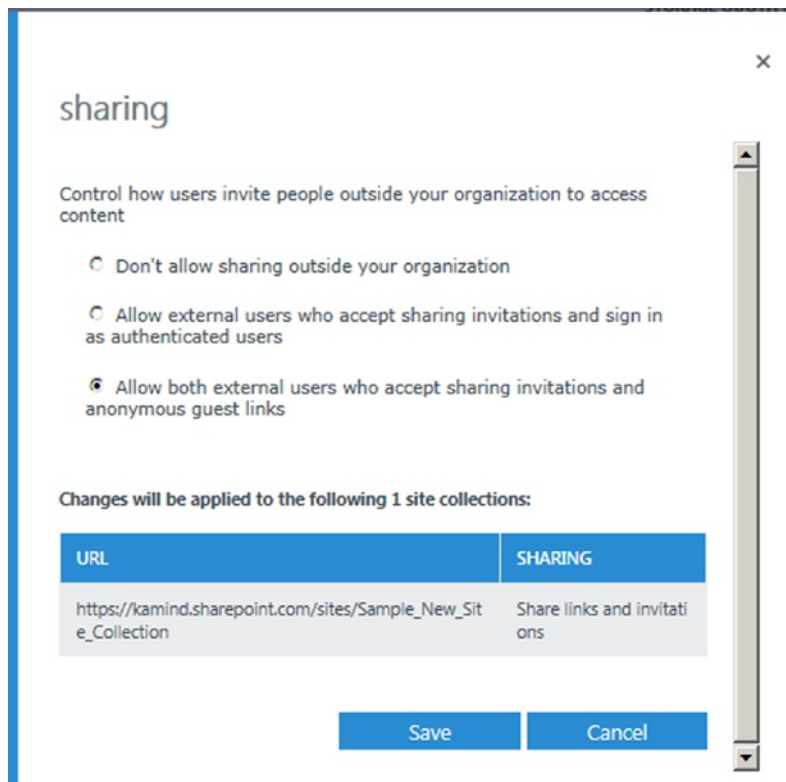 sharing
Control how users invite people outside your organization to access
content
Don't allow sharing outside your organization
Allow external users who accept sharing invitations and sign in
as authenticated users
Allow both external users who accept sharing invitations and
anonymous guest links
Changes will be applied to the following 1 site collections:
URL SHARING
https://kamind.sharepoint.com/sites/Sample_New_Sit Share links and invitati
e_Collection ons
Save Cancel